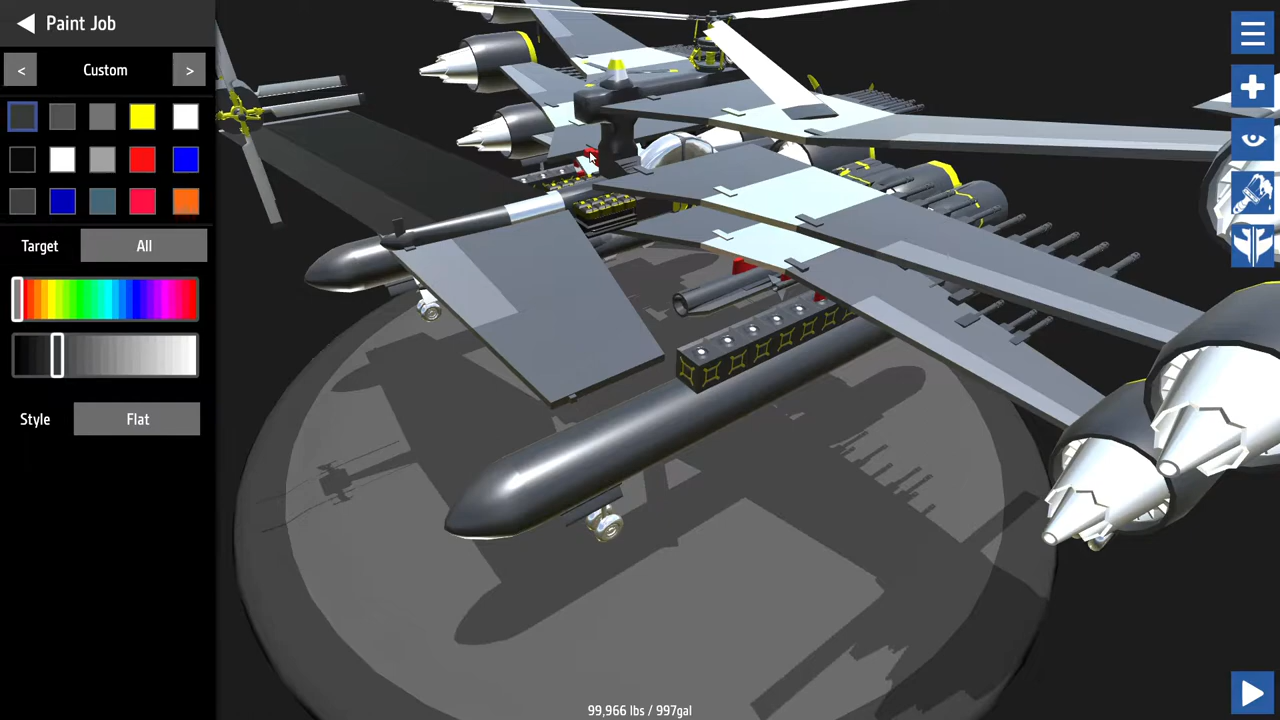 Paint Job
< Custom >
Target All
Style Flat
99,966 lbs / 997gal